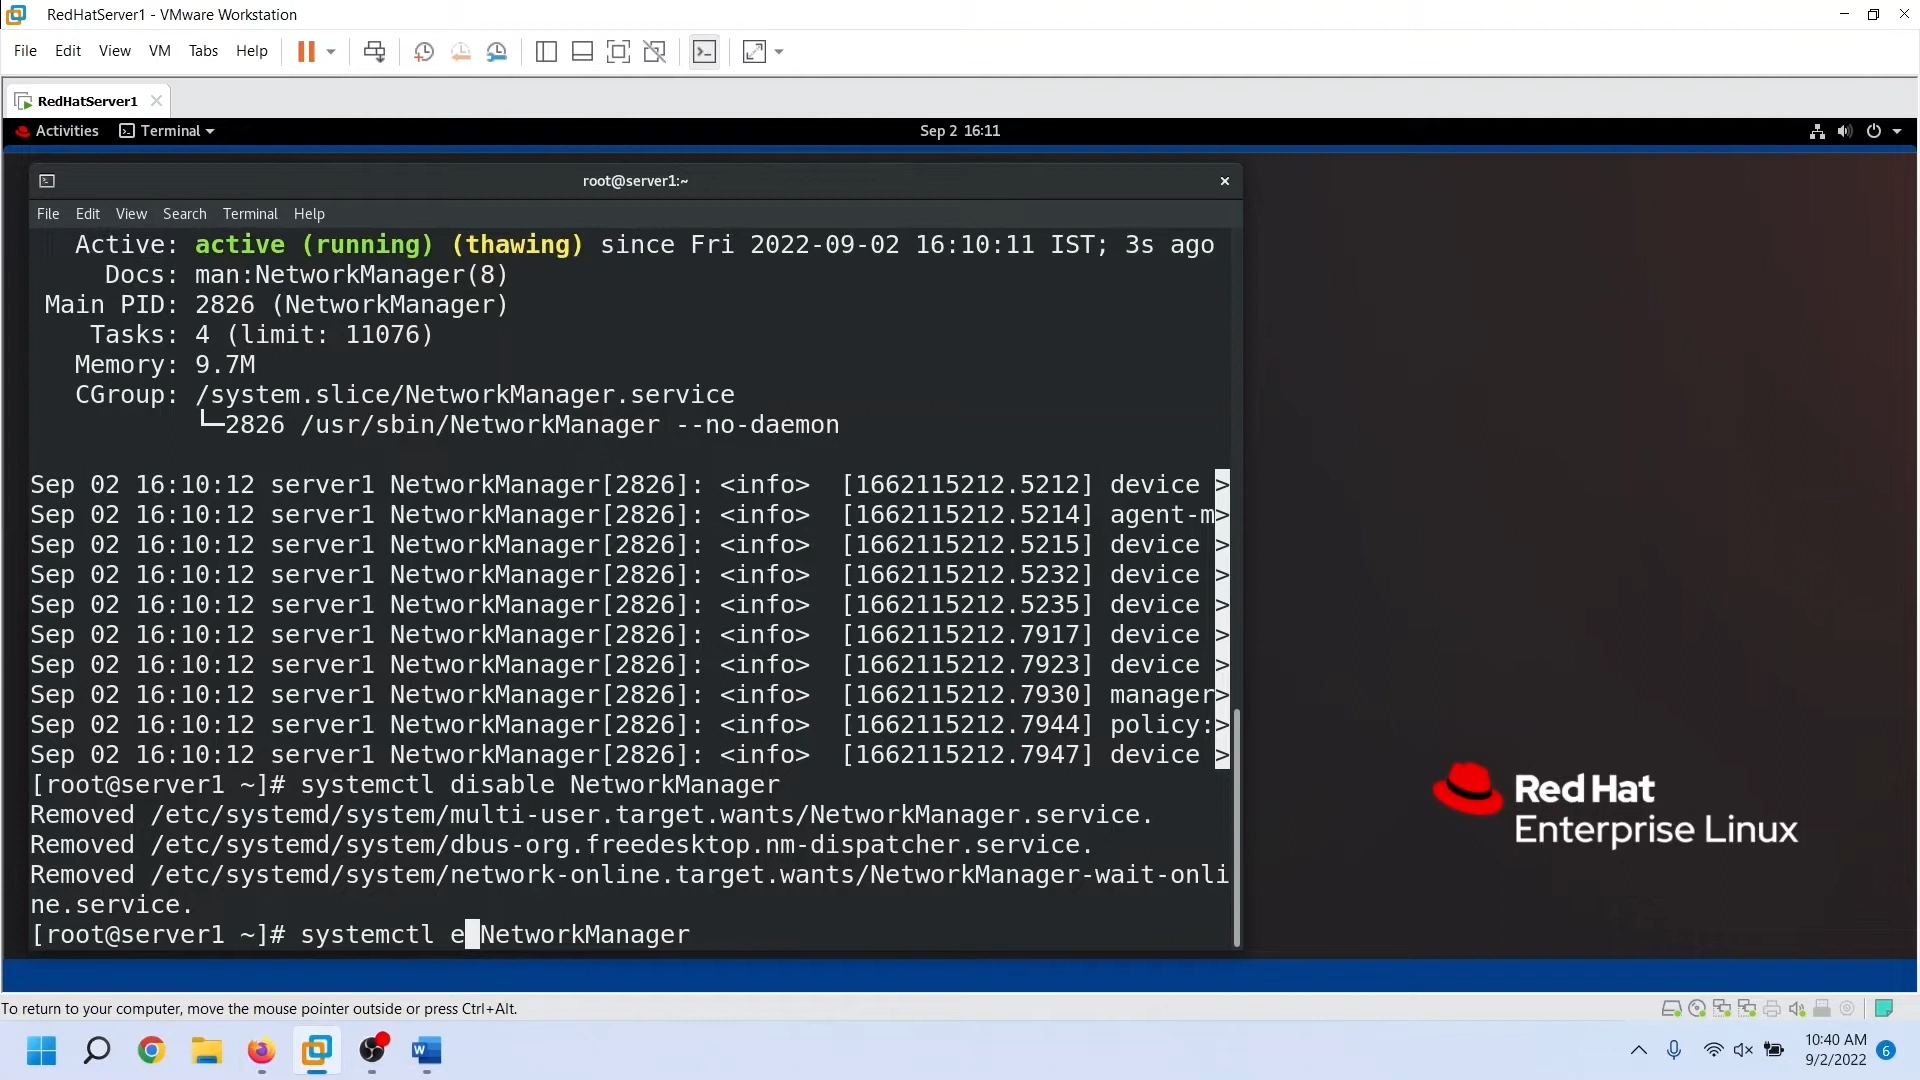 RedHatServer1 - VMware Workstation
File Edit View VM Tabs Help
RedHatServer1
Activities Terminal Sep 2 16:11
root@server1:~
File Edit View Search Terminal Help
Active: active (running) (thawing) since Fri 2022-09-02 16:10:11 IST; 3s ago
Docs: man:NetworkManager(8)
Main PID: 2826 (NetworkManager)
Tasks: 4 (limit: 11076)
Memory: 9.7M
CGroup: /system.slice/NetworkManager.service
└─2826 /usr/sbin/NetworkManager --no-daemon
Sep 02 16:10:12 server1 NetworkManager[2826]: <info>  [1662115212.5212] device >
Sep 02 16:10:12 server1 NetworkManager[2826]: <info>  [1662115212.5214] agent-m>
Sep 02 16:10:12 server1 NetworkManager[2826]: <info>  [1662115212.5215] device >
Sep 02 16:10:12 server1 NetworkManager[2826]: <info>  [1662115212.5232] device >
Sep 02 16:10:12 server1 NetworkManager[2826]: <info>  [1662115212.5235] device >
Sep 02 16:10:12 server1 NetworkManager[2826]: <info>  [1662115212.7917] device >
Sep 02 16:10:12 server1 NetworkManager[2826]: <info>  [1662115212.7923] device >
Sep 02 16:10:12 server1 NetworkManager[2826]: <info>  [1662115212.7930] manager>
Sep 02 16:10:12 server1 NetworkManager[2826]: <info>  [1662115212.7944] policy:>
Sep 02 16:10:12 server1 NetworkManager[2826]: <info>  [1662115212.7947] device >
[root@server1 ~]# systemctl disable NetworkManager
Removed /etc/systemd/system/multi-user.target.wants/NetworkManager.service.
Removed /etc/systemd/system/dbus-org.freedesktop.nm-dispatcher.service.
Removed /etc/systemd/system/network-online.target.wants/NetworkManager-wait-onli
ne.service.
[root@server1 ~]# systemctl e NetworkManager
Red Hat
Enterprise Linux
To return to your computer, move the mouse pointer outside or press Ctrl+Alt.
10:40 AM
9/2/2022
6